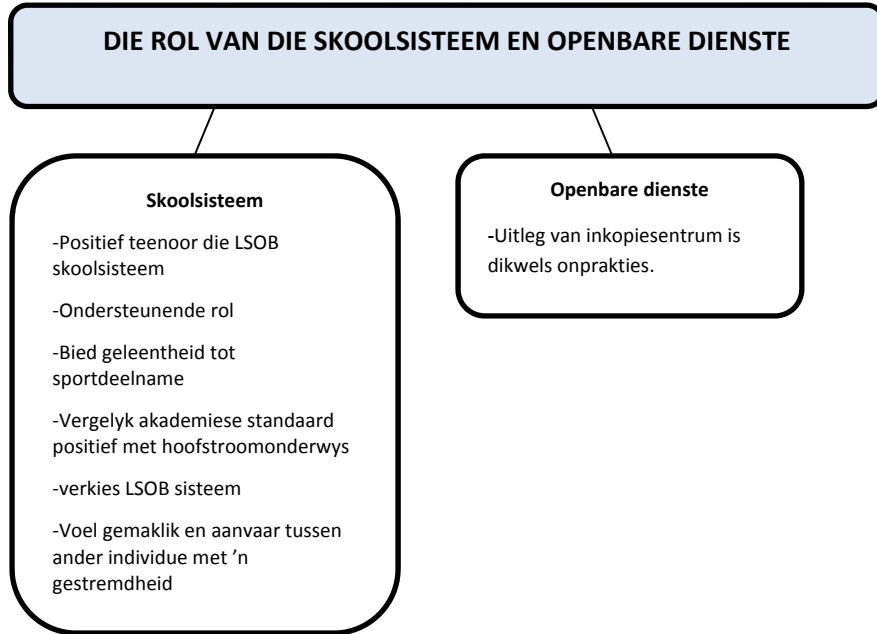 DIE ROL VAN DIE SKOOLSISTEEM EN OPENBARE DIENSTE
Skoolsisteem
-Positief teenoor die LSOB
skoolsisteem
-Ondersteunende rol
-Bied geleentheid tot
sportdeelname
-Vergelyk akademiese standaard
positief met hoofstroomonderwys
-verkies LSOB sisteem
-Voel gemaklik en aanvaar tussen
ander individue met ’n
gestremdheid
Openbare dienste
-Uitleg van inkopiesentrum is
dikwels onprakties.